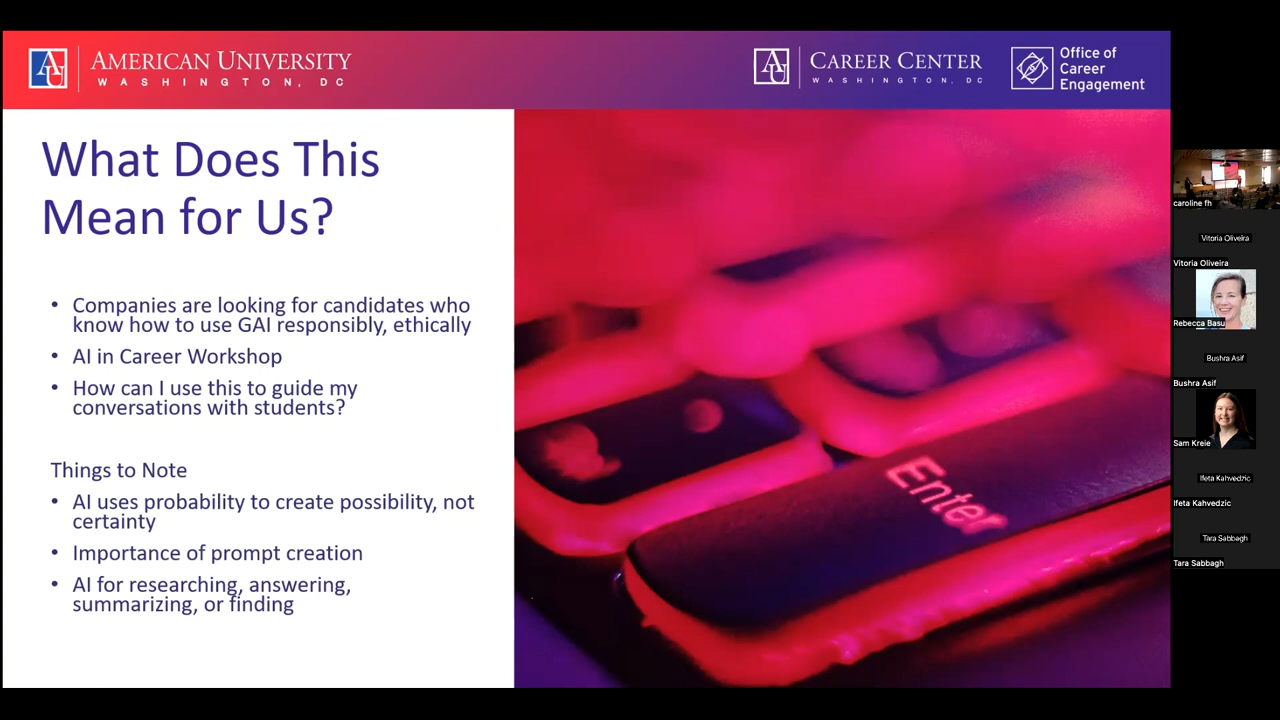 AU
AMERICAN UNIVERSITY
WASHINGTON, DC
AU
CAREER CENTER
WASHINGTON, DC
Office of
Career
Engagement
What Does This
Mean for Us?
• Companies are looking for candidates who
know how to use GAI responsibly, ethically
• AI in Career Workshop
• How can I use this to guide my
conversations with students?
Things to Note
• AI uses probability to create possibility, not
certainty
• Importance of prompt creation
• AI for researching, answering,
summarizing, or finding
Enter
caroline fh
Vitoria Oliveira
Vitoria Oliveira
Rebecca Basu
Bushra Asif
Bushra Asif
Sam Kreie
Ifeta Kahvedzic
Ifeta Kahvedzic
Tara Sabbagh
Tara Sabbagh